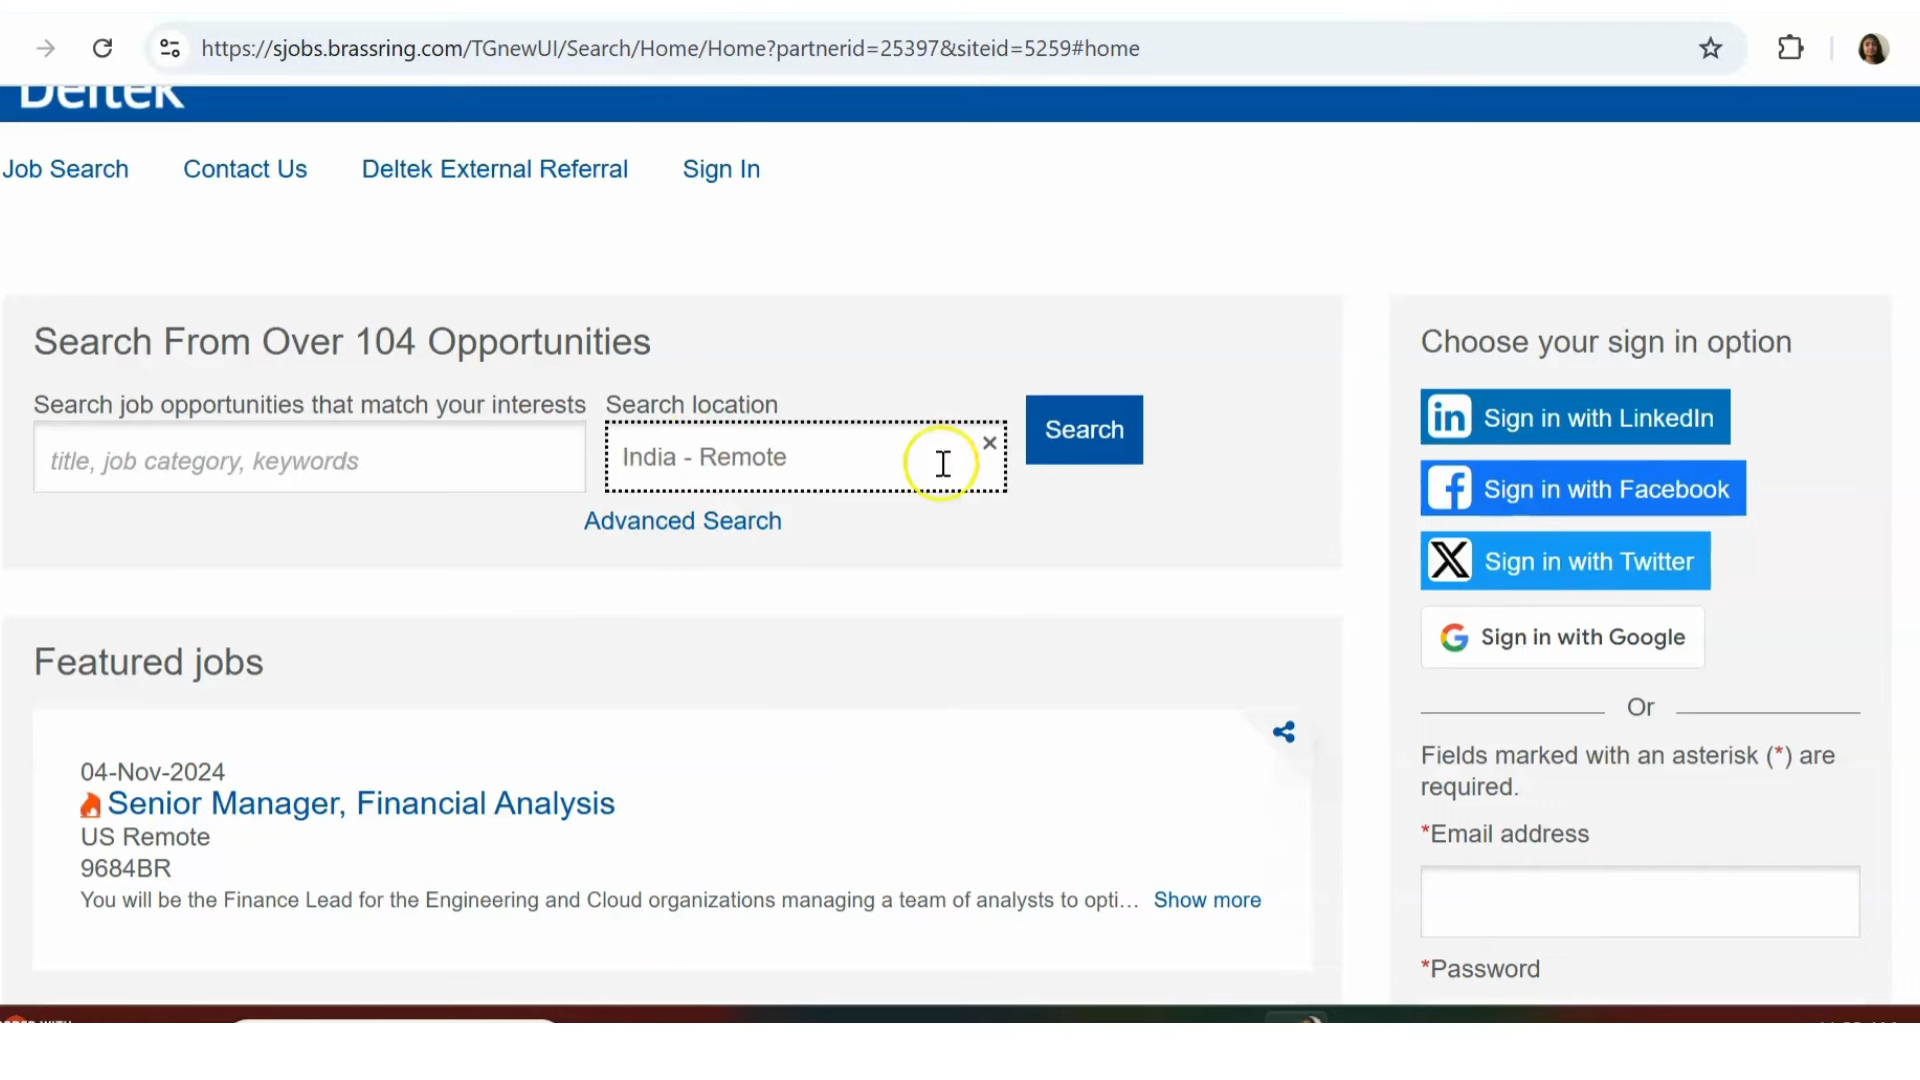 https://sjobs.brassring.com/TGnewUI/Search/Home/Home?partnerid=25397&siteid=5259#home
Deltek
Job Search Contact Us Deltek External Referral Sign In
Search From Over 104 Opportunities
Search job opportunities that match your interests
title, job category, keywords
Search location
India - Remote
×
Search
Advanced Search
Featured jobs
04-Nov-2024
Senior Manager, Financial Analysis
US Remote
9684BR
You will be the Finance Lead for the Engineering and Cloud organizations managing a team of analysts to opti... Show more
Choose your sign in option
in Sign in with LinkedIn
f Sign in with Facebook
X Sign in with Twitter
G Sign in with Google
Or
Fields marked with an asterisk (*) are
required.
*Email address
*Password